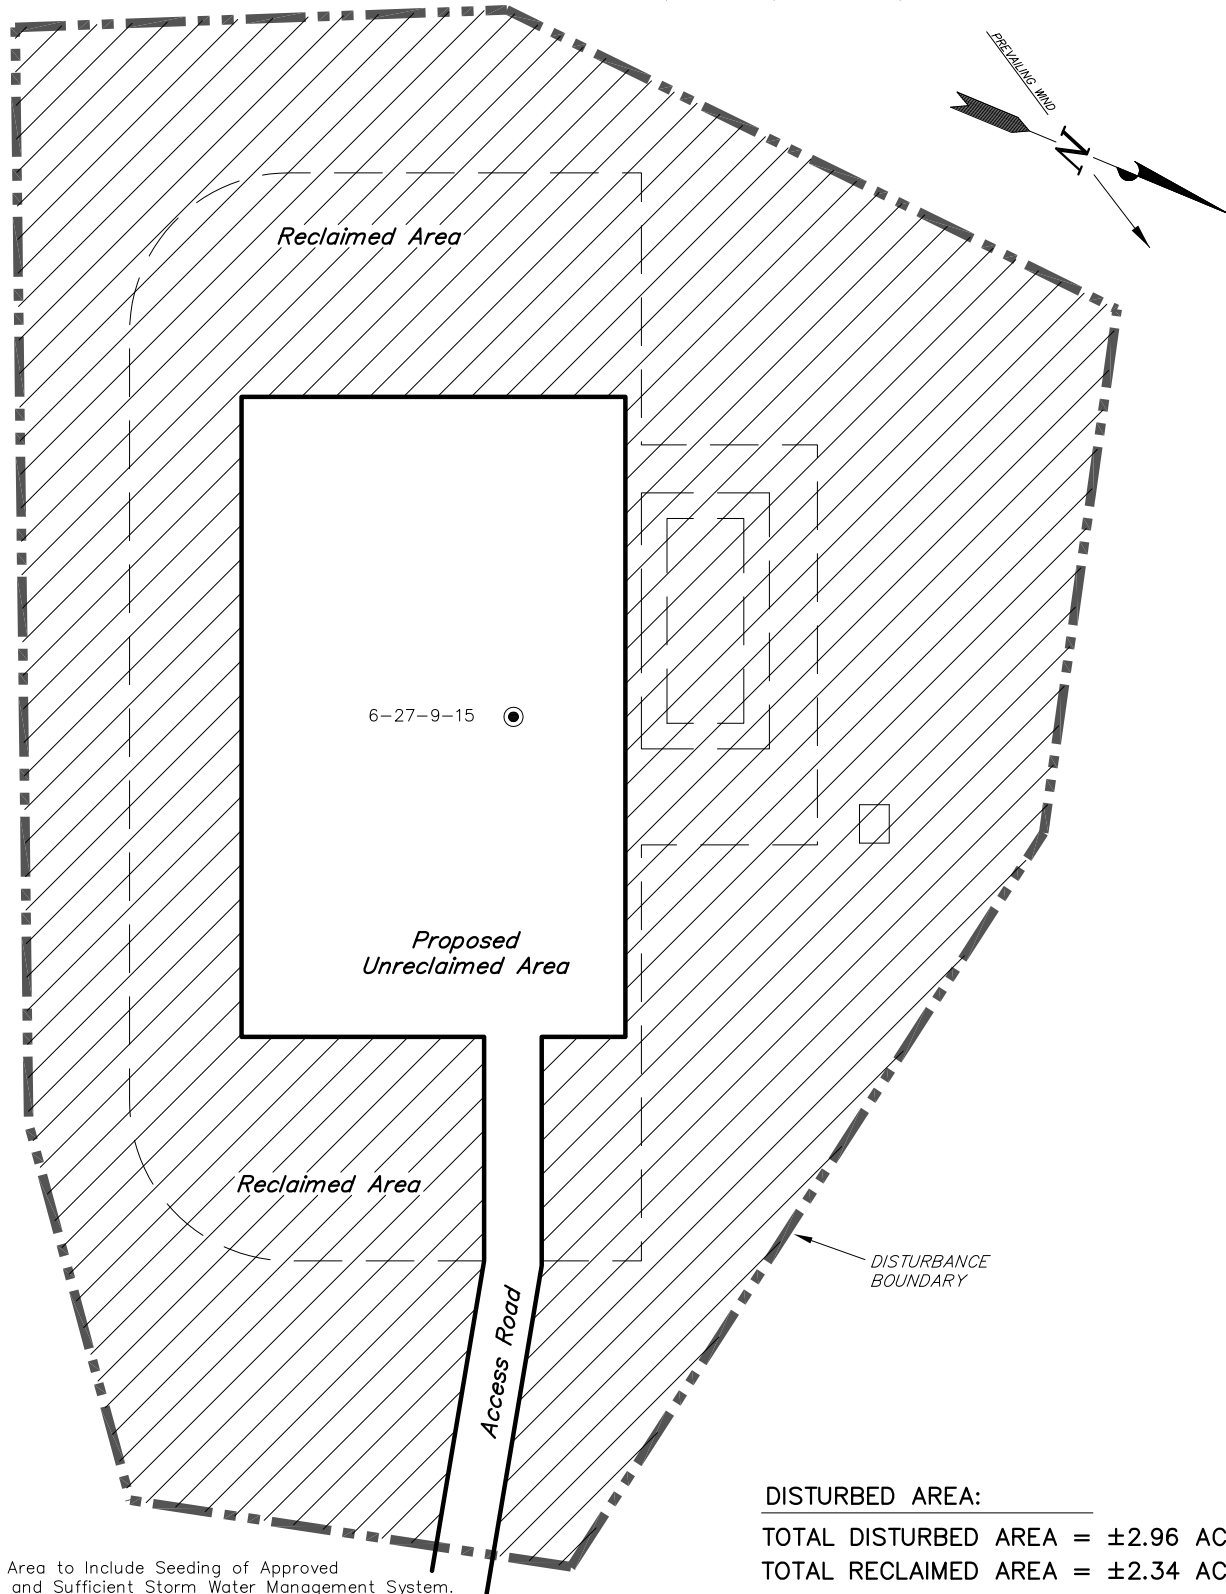 PREVAILING WIND
N
Reclaimed Area
6-27-9-15
Proposed
Unreclaimed Area
Reclaimed Area
DISTURBANCE
BOUNDARY
Access Road
DISTURBED AREA:
TOTAL DISTURBED AREA = ±2.96 AC
TOTAL RECLAIMED AREA = ±2.34 AC
Area to Include Seeding of Approved
and Sufficient Storm Water Management System.